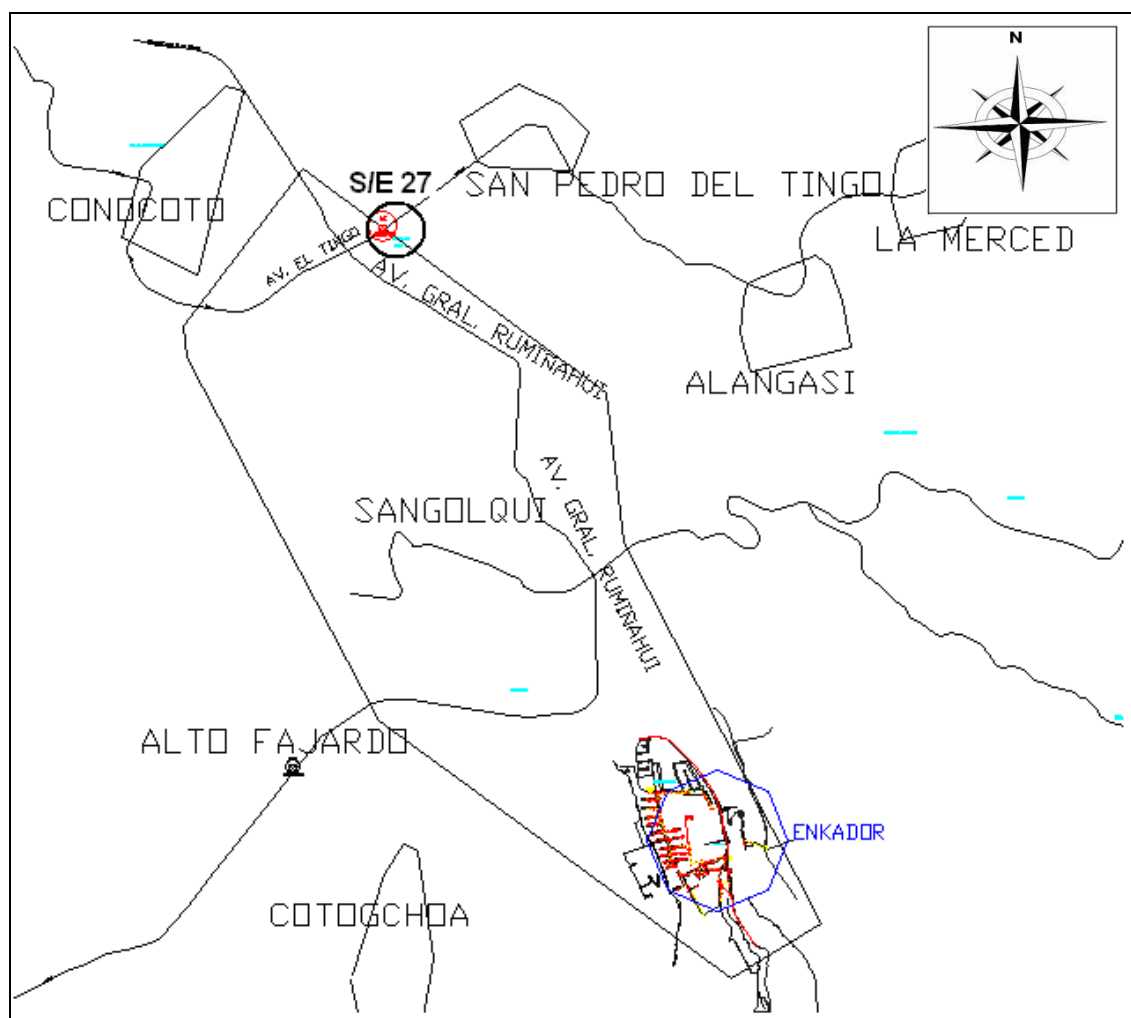 N
S/E 27
SAN PEDRO DEL TINGO
CONOCOTO
LA MERCED
AV. EL TINGO
AV. GRAL. RUMIÑAHUI
ALANGASI
AV. GRAL. RUMINAHUI
SANGOLQUI
ALTO FAJARDO
ENKADOR
COTOGCHOA